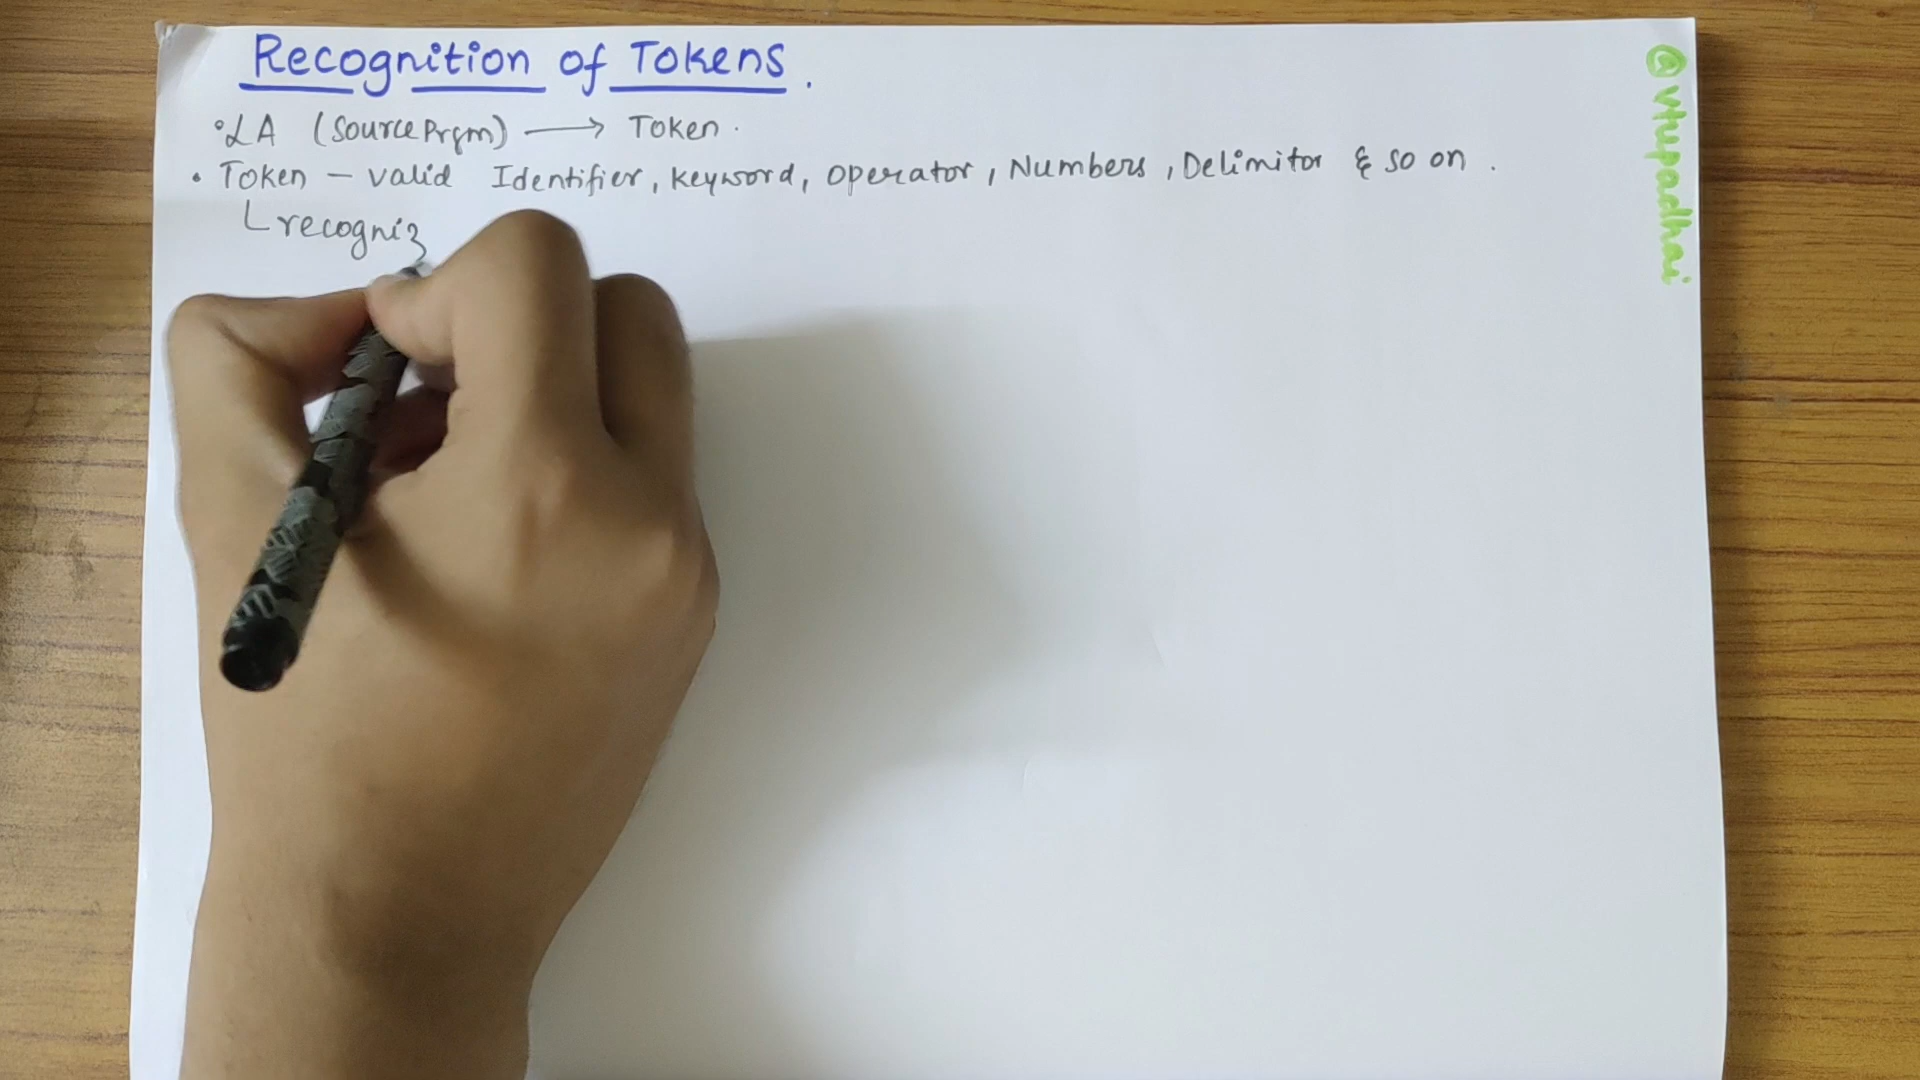 Recognition of Tokens.
LA (Source Prgm) → Token.
• Token - valid Identifier, Keyword, Operator, Numbers, Delimitor & so on.
recogniz
@vtupadhai